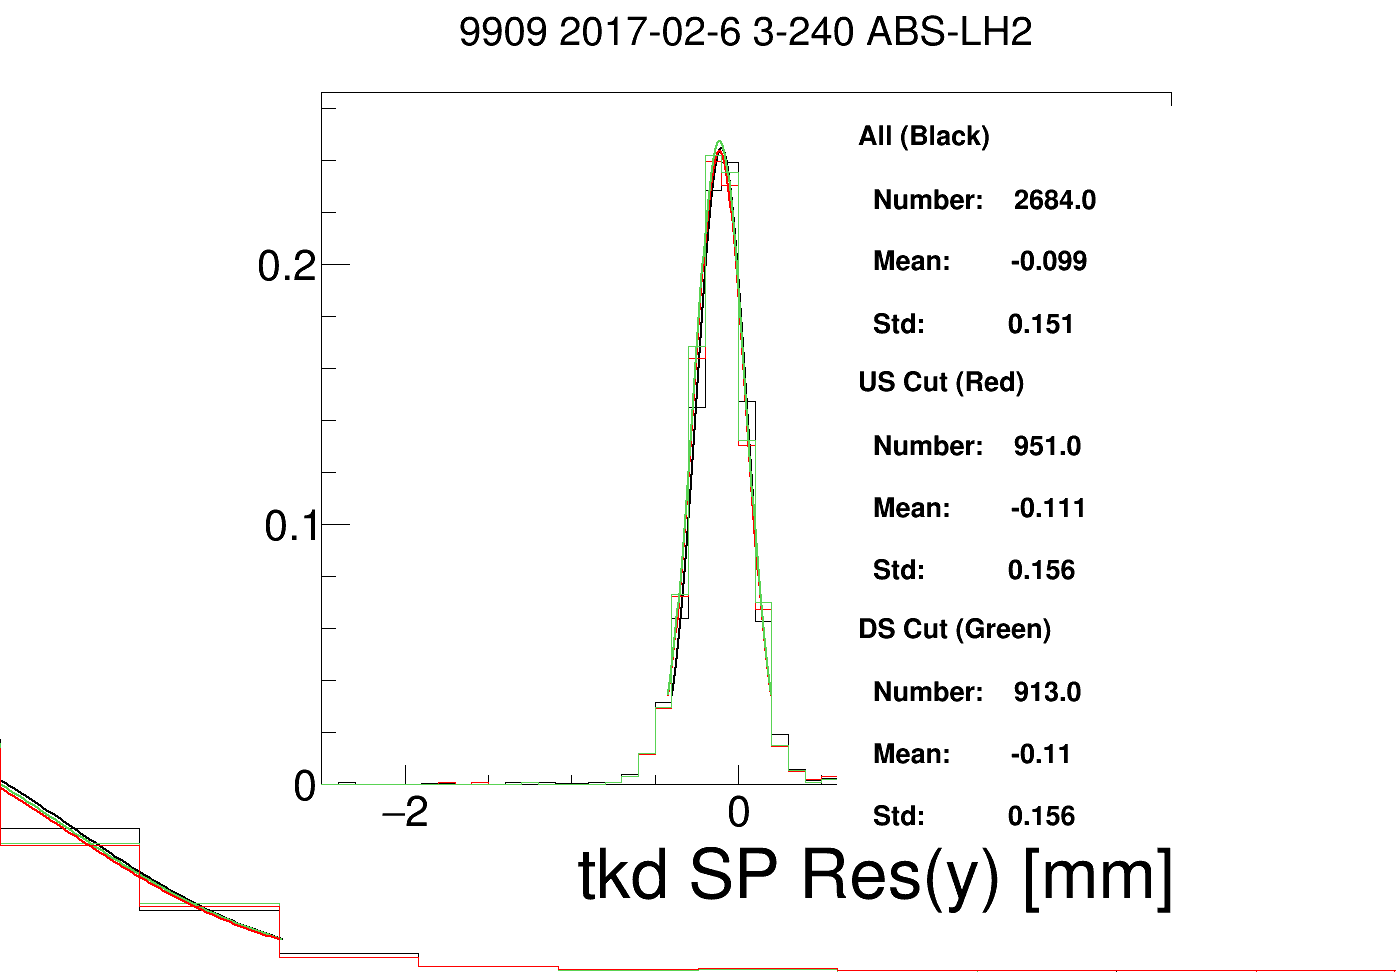 9909 2017-02-6 3-240 ABS-LH2
All (Black)
Number: 2684.0
Mean: -0.099
Std: 0.151
US Cut (Red)
Number: 951.0
Mean: -0.111
Std: 0.156
DS Cut (Green)
Number: 913.0
Mean: -0.11
Std: 0.156
0.2
0.1
0
−2 0
tkd SP Res(y) [mm]